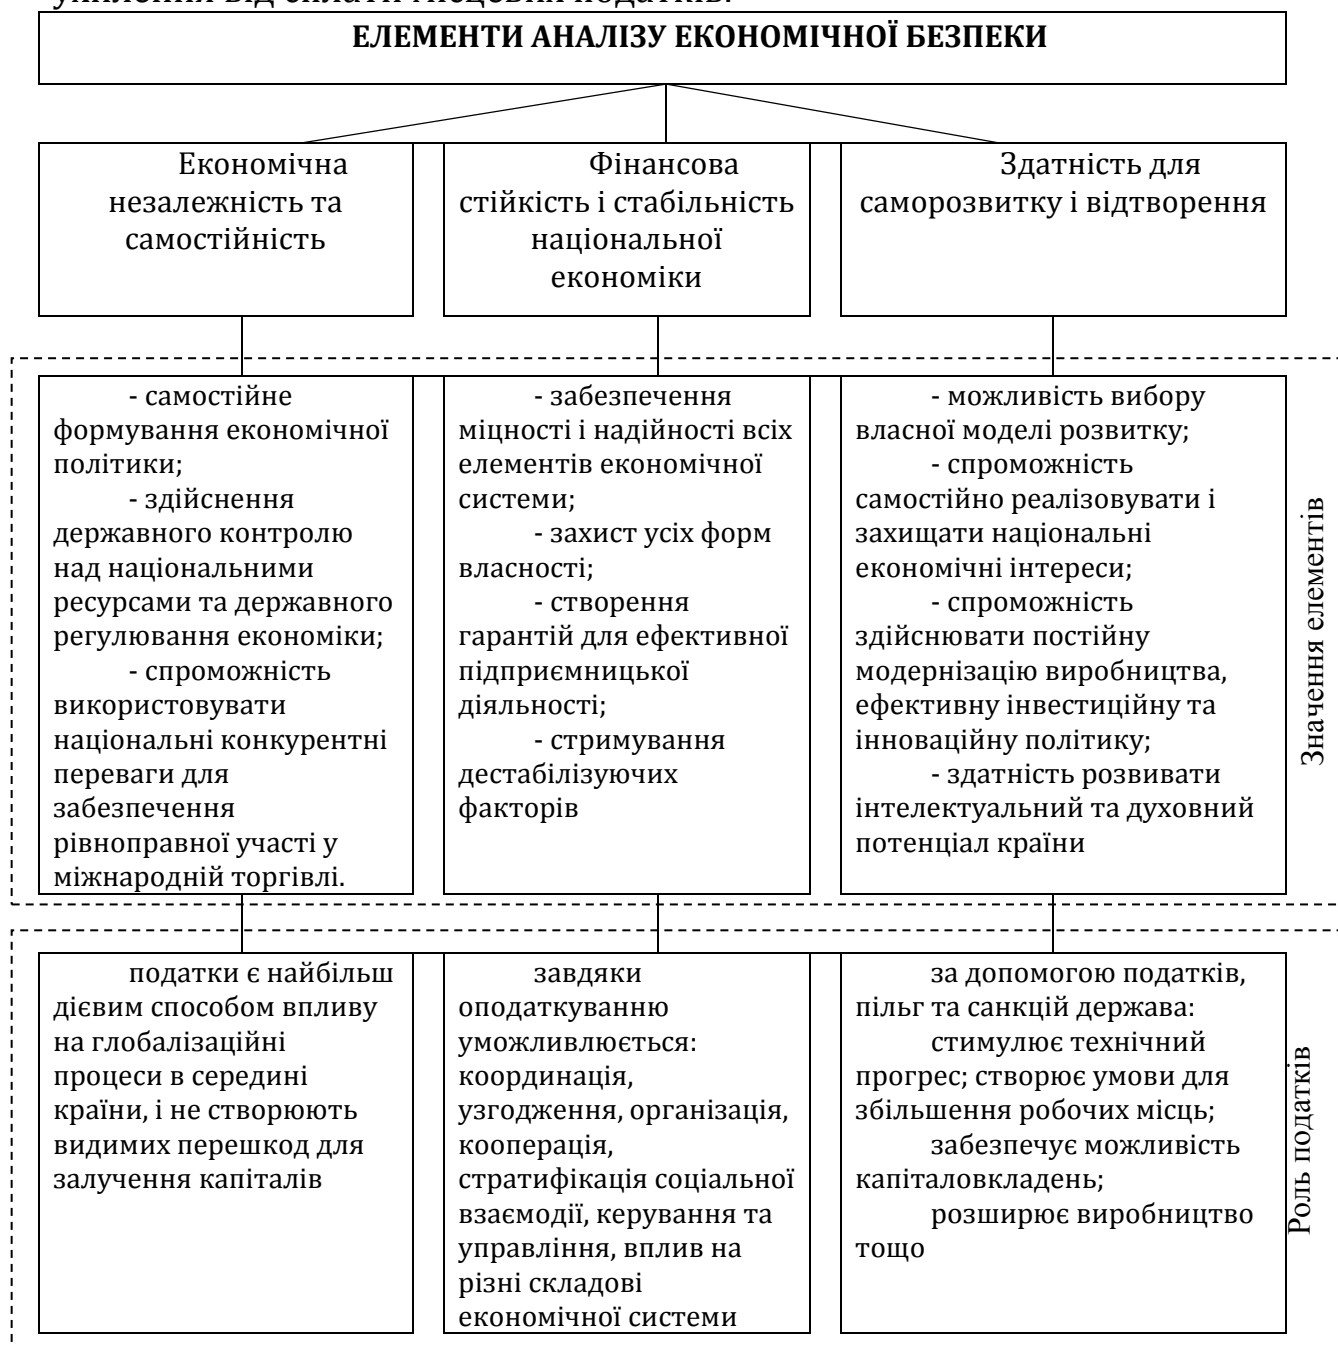 ухилення від сплати місцевих податків.
ЕЛЕМЕНТИ АНАЛІЗУ ЕКОНОМІЧНОЇ БЕЗПЕКИ
Економічна
незалежність та
самостійність
Фінансова
стійкість і стабільність
національної
економіки
Здатність для
саморозвитку і відтворення
- самостійне
формування економічної
політики;
- здійснення
державного контролю
над національними
ресурсами та державного
регулювання економіки;
- спроможність
використовувати
національні конкурентні
переваги для
забезпечення
рівноправної участі у
міжнародній торгівлі.
- забезпечення
міцності і надійності всіх
елементів економічної
системи;
- захист усіх форм
власності;
- створення
гарантій для ефективної
підприємницької
діяльності;
- стримування
дестабілізуючих
факторів
- можливість вибору
власної моделі розвитку;
- спроможність
самостійно реалізовувати і
захищати національні
економічні інтереси;
- спроможність
здійснювати постійну
модернізацію виробництва,
ефективну інвестиційну та
інноваційну політику;
- здатність розвивати
інтелектуальний та духовний
потенціал країни
Значення елементів
податки є найбільш
дієвим способом впливу
на глобалізаційні
процеси в середині
країни, і не створюють
видимих перешкод для
залучення капіталів
завдяки
оподаткуванню
уможливлюється:
координація,
узгодження, організація,
кооперація,
стратифікація соціальної
взаємодії, керування та
управління, вплив на
різні складові
економічної системи
за допомогою податків,
пільг та санкцій держава:
стимулює технічний
прогрес; створює умови для
збільшення робочих місць;
забезпечує можливість
капіталовкладень;
розширює виробництво
тощо
Роль податків